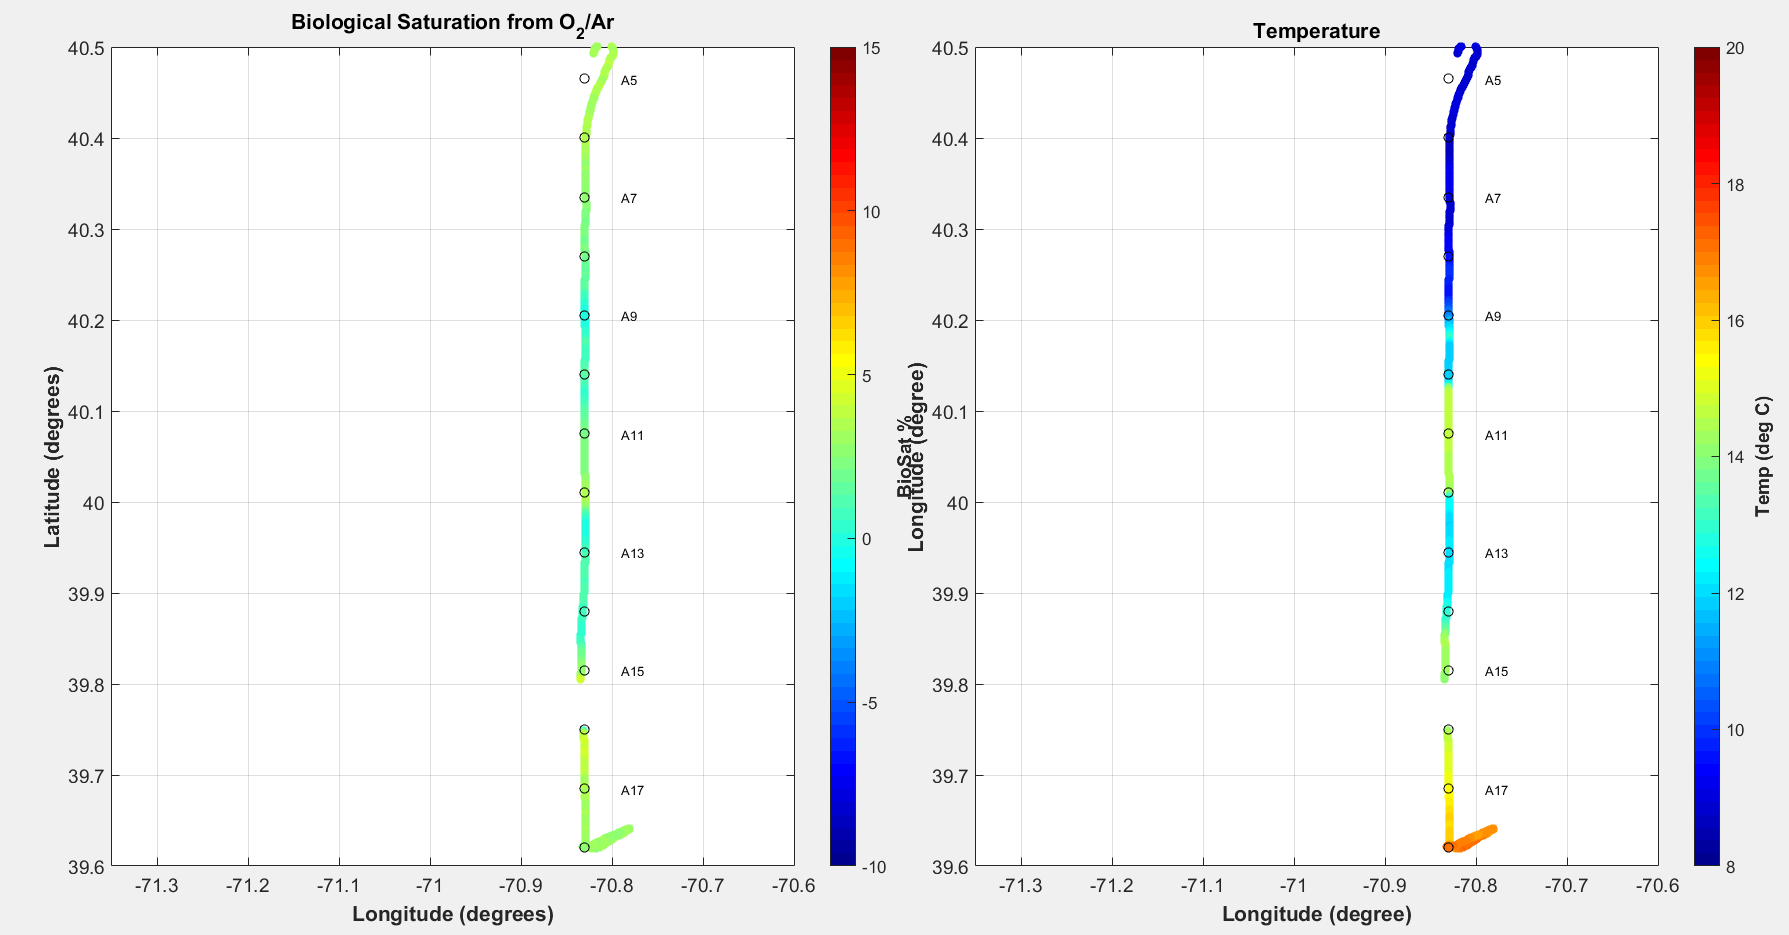 Biological Saturation from O2/Ar
40.5
40.4
40.3
40.2
40.1
40
39.9
39.8
39.7
39.6
Latitude (degrees)
A5
A7
A9
A11
A13
A15
A17
-71.3
-71.2
-71.1
-71
-70.9
-70.8
-70.7
-70.6
Longitude (degrees)
15
10
5
0
-5
-10
BioSat %
Temperature
40.5
40.4
40.3
40.2
40.1
40
39.9
39.8
39.7
39.6
Longitude (degree)
A5
A7
A9
A11
A13
A15
A17
-71.3
-71.2
-71.1
-71
-70.9
-70.8
-70.7
-70.6
Longitude (degree)
20
18
16
14
12
10
8
Temp (deg C)